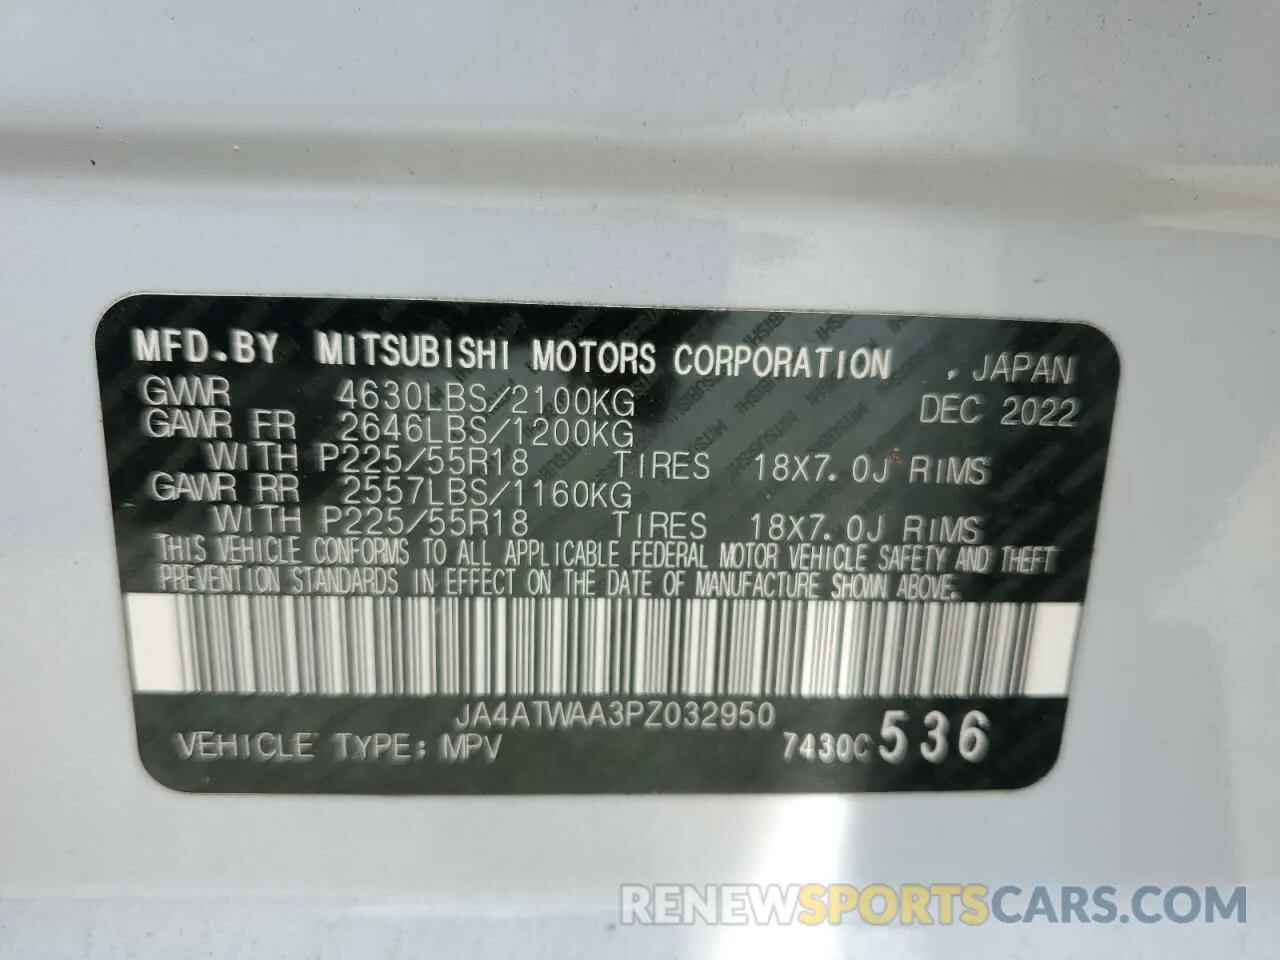 MFD.BY MITSUBISHI MOTORS CORPORATION , JAPAN
GVWR 4630LBS/2100KG DEC 2022
GAWR FR 2646LBS/1200KG
WITH P225/55R18 TIRES 18X7.0J RIMS
GAWR RR 2557LBS/1160KG
WITH P225/55R18 TIRES 18X7.0J RIMS
THIS VEHICLE CONFORMS TO ALL APPLICABLE FEDERAL MOTOR VEHICLE SAFETY AND THEFT
PREVENTION STANDARDS IN EFFECT ON THE DATE OF MANUFACTURE SHOWN ABOVE.
JA4ATWAA3PZ032950
VEHICLE TYPE: MPV 7430C 536
RENEWSPORTSCARS.COM